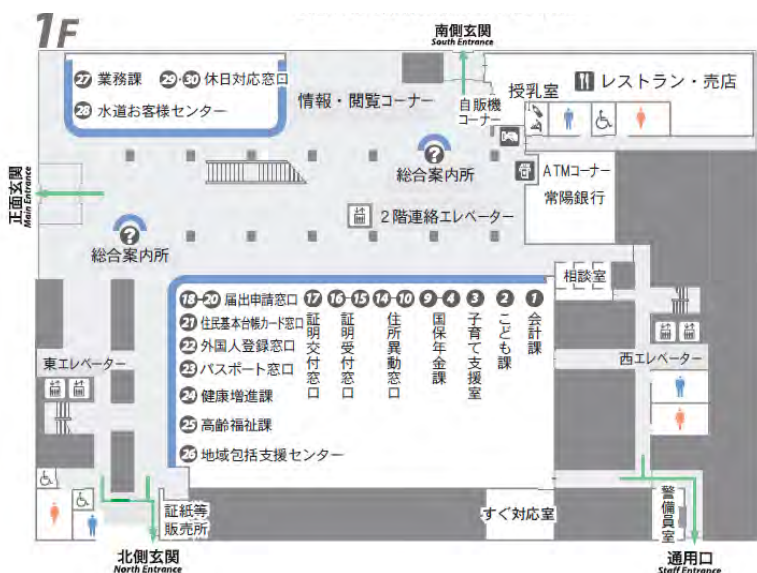 1F
南側玄関
South Entrance
27 業務課 29・30 休日対応窓口
28 水道お客様センター
情報・閲覧コーナー
自販機
コーナー
授乳室
レストラン・売店
正面玄関
Main Entrance
?
総合案内所
?
総合案内所
ATMコーナー
常陽銀行
2階連絡エレベーター
相談室
18-20 届出申請窓口
21 住民基本台帳カード窓口
22 外国人登録窓口
23 パスポート窓口
24 健康増進課
25 高齢福祉課
26 地域包括支援センター
17 証明交付窓口
16-15 証明受付窓口
14-10 住所異動窓口
9-4 国保年金課
3 子育て支援室
2 こども課
1 会計課
東エレベーター
西エレベーター
証紙等
販売所
すぐ対応室
警備員室
北側玄関
North Entrance
通用口
Staff Entrance